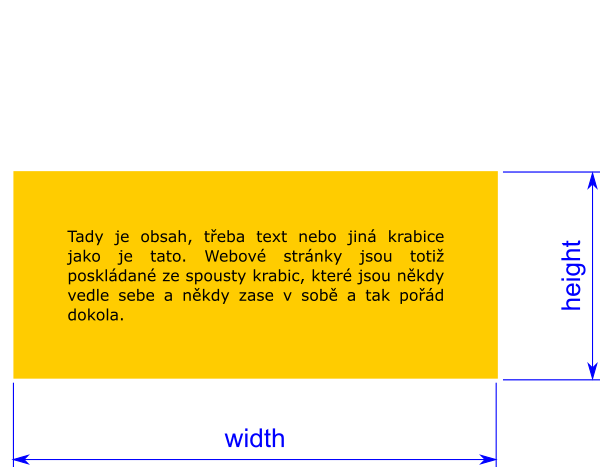 Tady je obsah, třeba text nebo jiná krabice
jako je tato. Webové stránky jsou totiž
poskládané ze spousty krabic, které jsou někdy
vedle sebe a někdy zase v sobě a tak pořád
dokola.
height
width